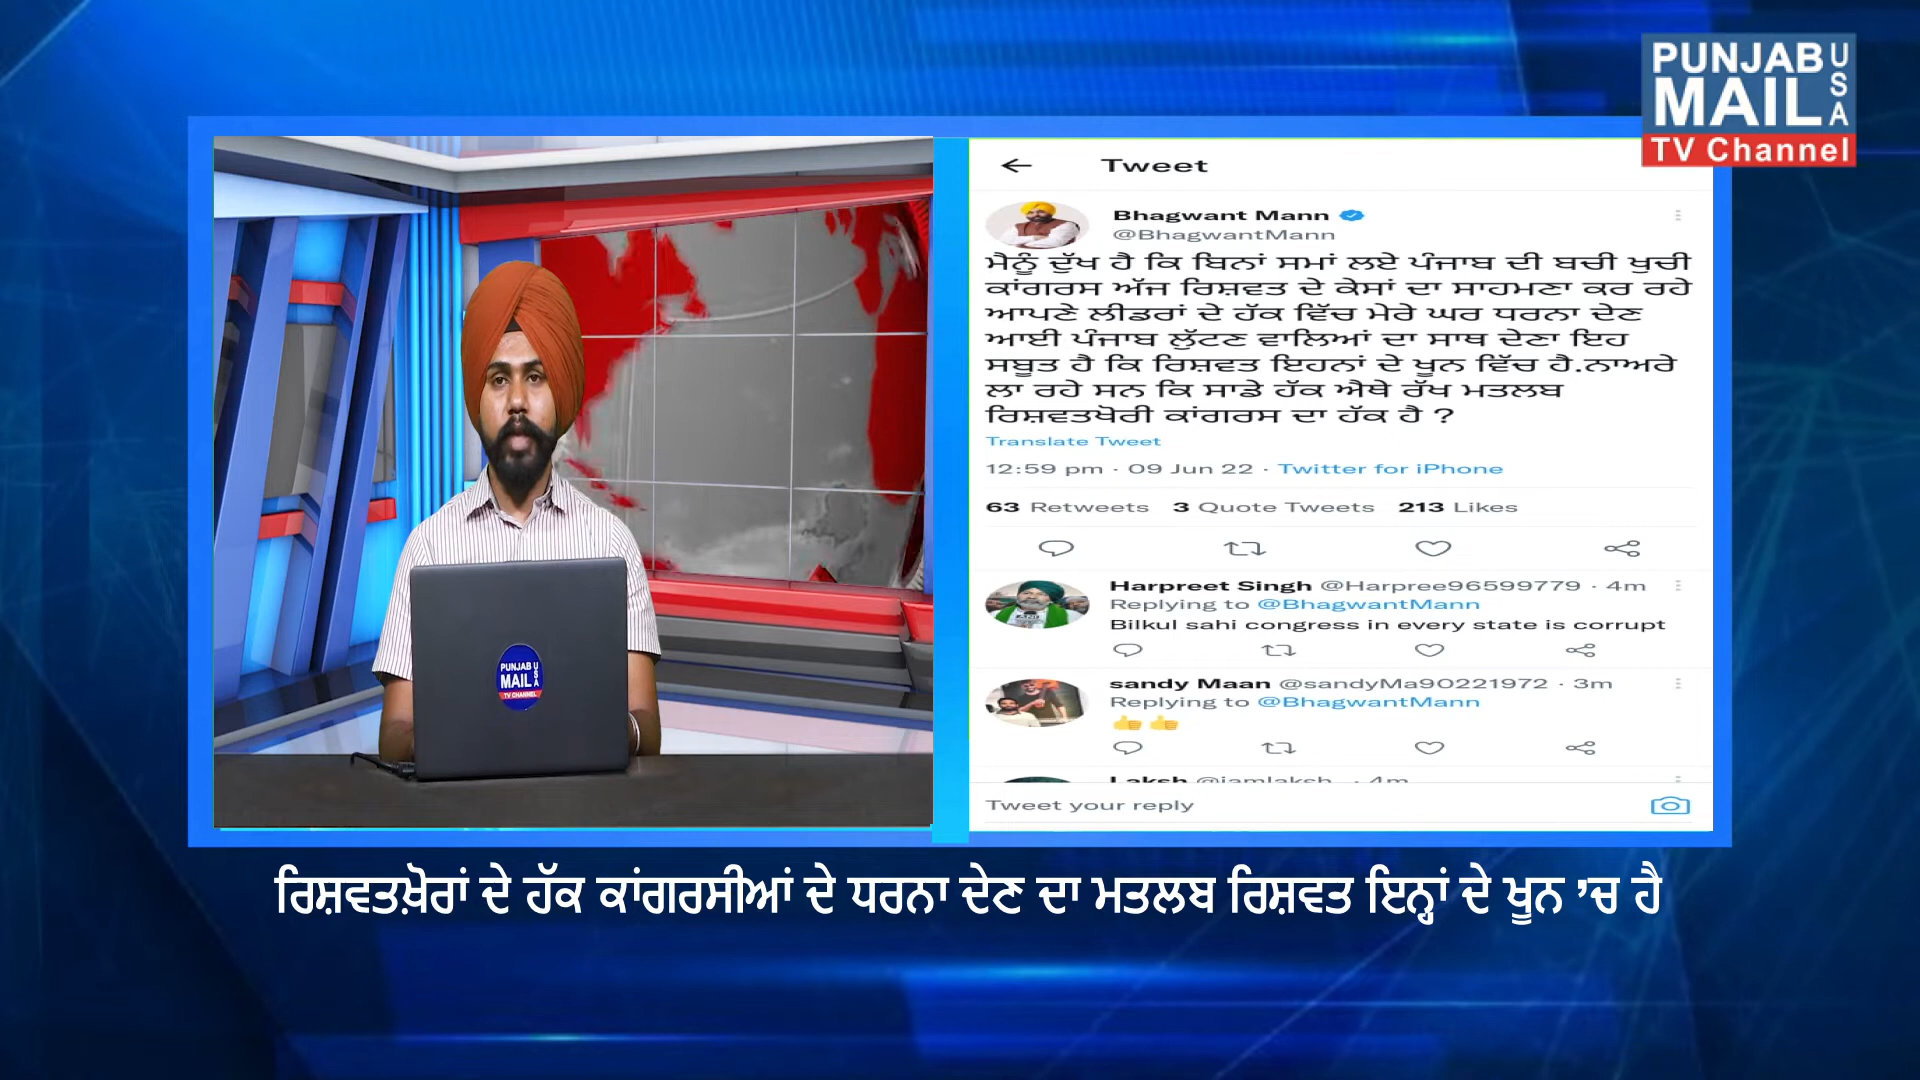 PUNJAB USA
MAIL
TV Channel
PUNJAB USA
MAIL
TV CHANNEL
Tweet
Bhagwant Mann
@BhagwantMann
ਮੈਨੂੰ ਦੁੱਖ ਹੈ ਕਿ ਬਿਨਾਂ ਸਮਾਂ ਲਏ ਪੰਜਾਬ ਦੀ ਬਚੀ ਖੁਚੀ
ਕਾਂਗਰਸ ਅੱਜ ਰਿਸ਼ਵਤ ਦੇ ਕੇਸਾਂ ਦਾ ਸਾਹਮਣਾ ਕਰ ਰਹੇ
ਆਪਣੇ ਲੀਡਰਾਂ ਦੇ ਹੱਕ ਵਿੱਚ ਮੇਰੇ ਘਰ ਧਰਨਾ ਦੇਣ
ਆਈ ਪੰਜਾਬ ਲੁੱਟਣ ਵਾਲਿਆਂ ਦਾ ਸਾਥ ਦੇਣਾ ਇਹ
ਸਬੂਤ ਹੈ ਕਿ ਰਿਸ਼ਵਤ ਇਹਨਾਂ ਦੇ ਖੂਨ ਵਿੱਚ ਹੈ.ਨਾਅਰੇ
ਲਾ ਰਹੇ ਸਨ ਕਿ ਸਾਡੇ ਹੱਕ ਐਥੇ ਰੱਖ ਮਤਲਬ
ਰਿਸ਼ਵਤਖੋਰੀ ਕਾਂਗਰਸ ਦਾ ਹੱਕ ਹੈ ?
Translate Tweet
12:59 pm · 09 Jun 22 · Twitter for iPhone
63 Retweets 3 Quote Tweets 213 Likes
Harpreet Singh @Harpree96599779 · 4m
Replying to @BhagwantMann
Bilkul sahi congress in every state is corrupt
sandy Maan @sandyMa90221972 · 3m
Replying to @BhagwantMann
👍 👍
Laksh @iamlaksh_ · 4m
Tweet your reply
ਰਿਸ਼ਵਤਖ਼ੋਰਾਂ ਦੇ ਹੱਕ ਕਾਂਗਰਸੀਆਂ ਦੇ ਧਰਨਾ ਦੇਣ ਦਾ ਮਤਲਬ ਰਿਸ਼ਵਤ ਇਨ੍ਹਾਂ ਦੇ ਖੂਨ ’ਚ ਹੈ